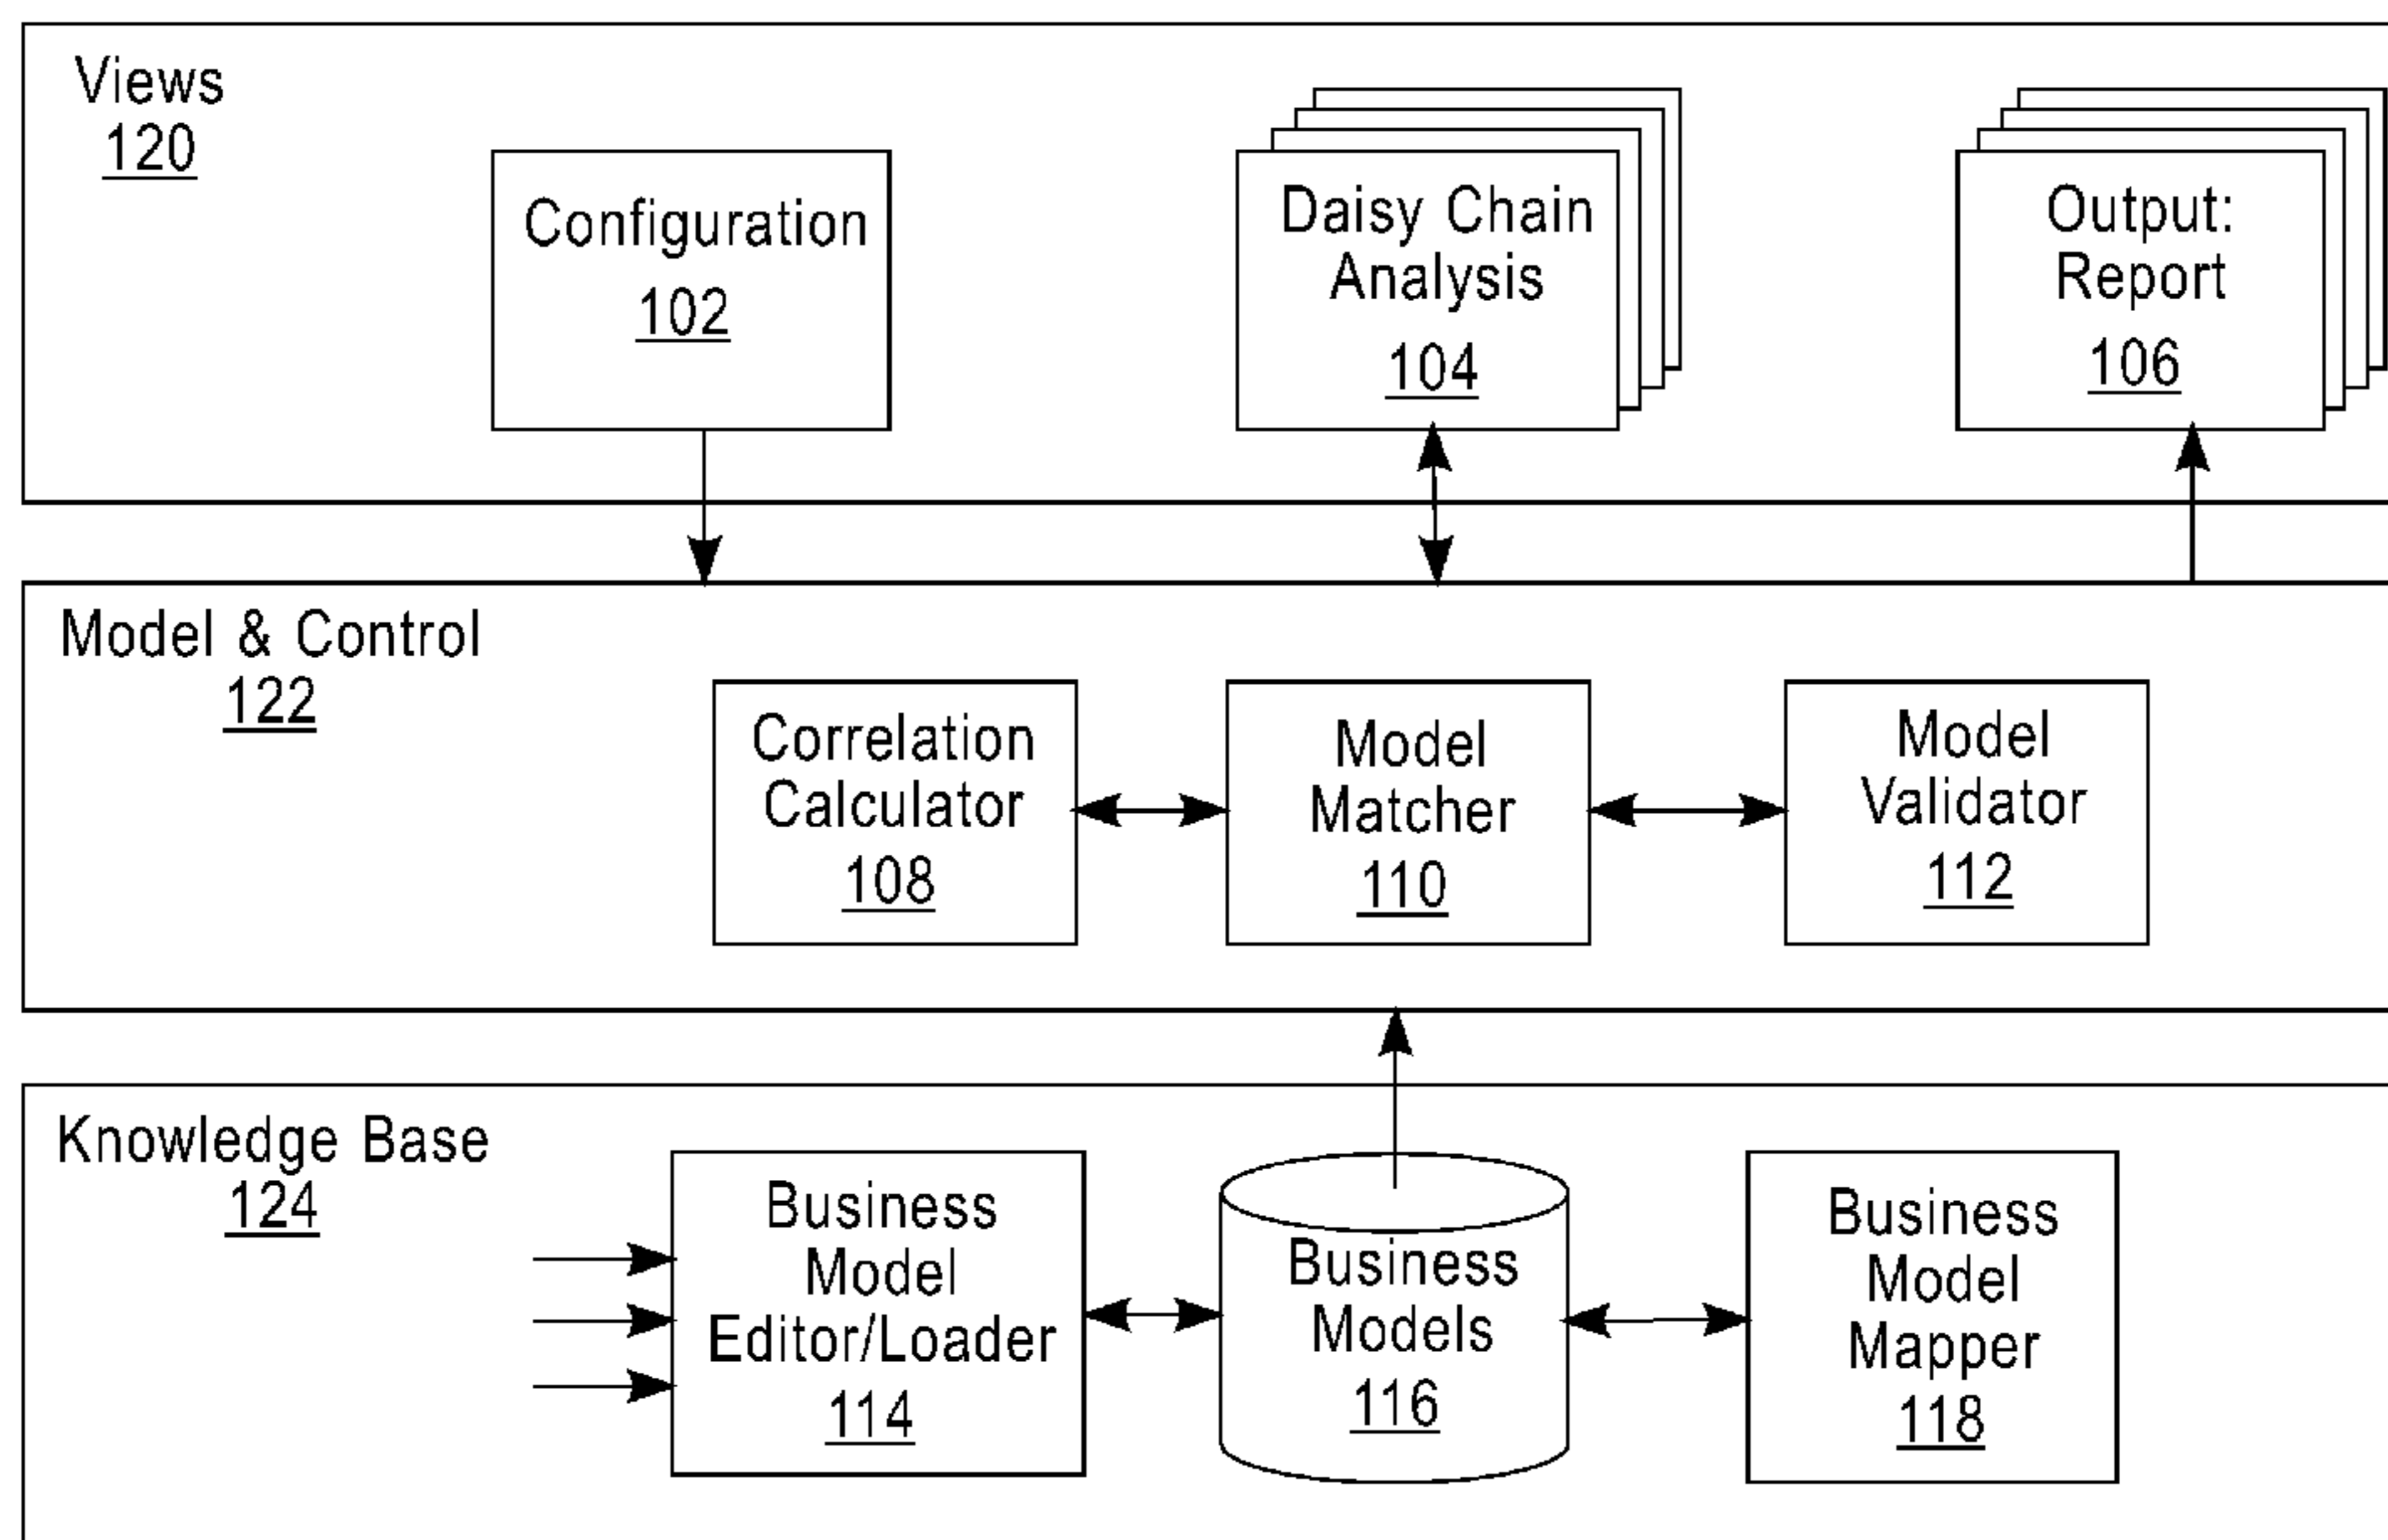 Views
120
Configuration
102
Daisy Chain
Analysis
104
Output:
Report
106
Model & Control
122
Correlation
Calculator
108
Model
Matcher
110
Model
Validator
112
Knowledge Base
124
Business
Model
Editor/Loader
114
Business
Models
116
Business
Model
Mapper
118